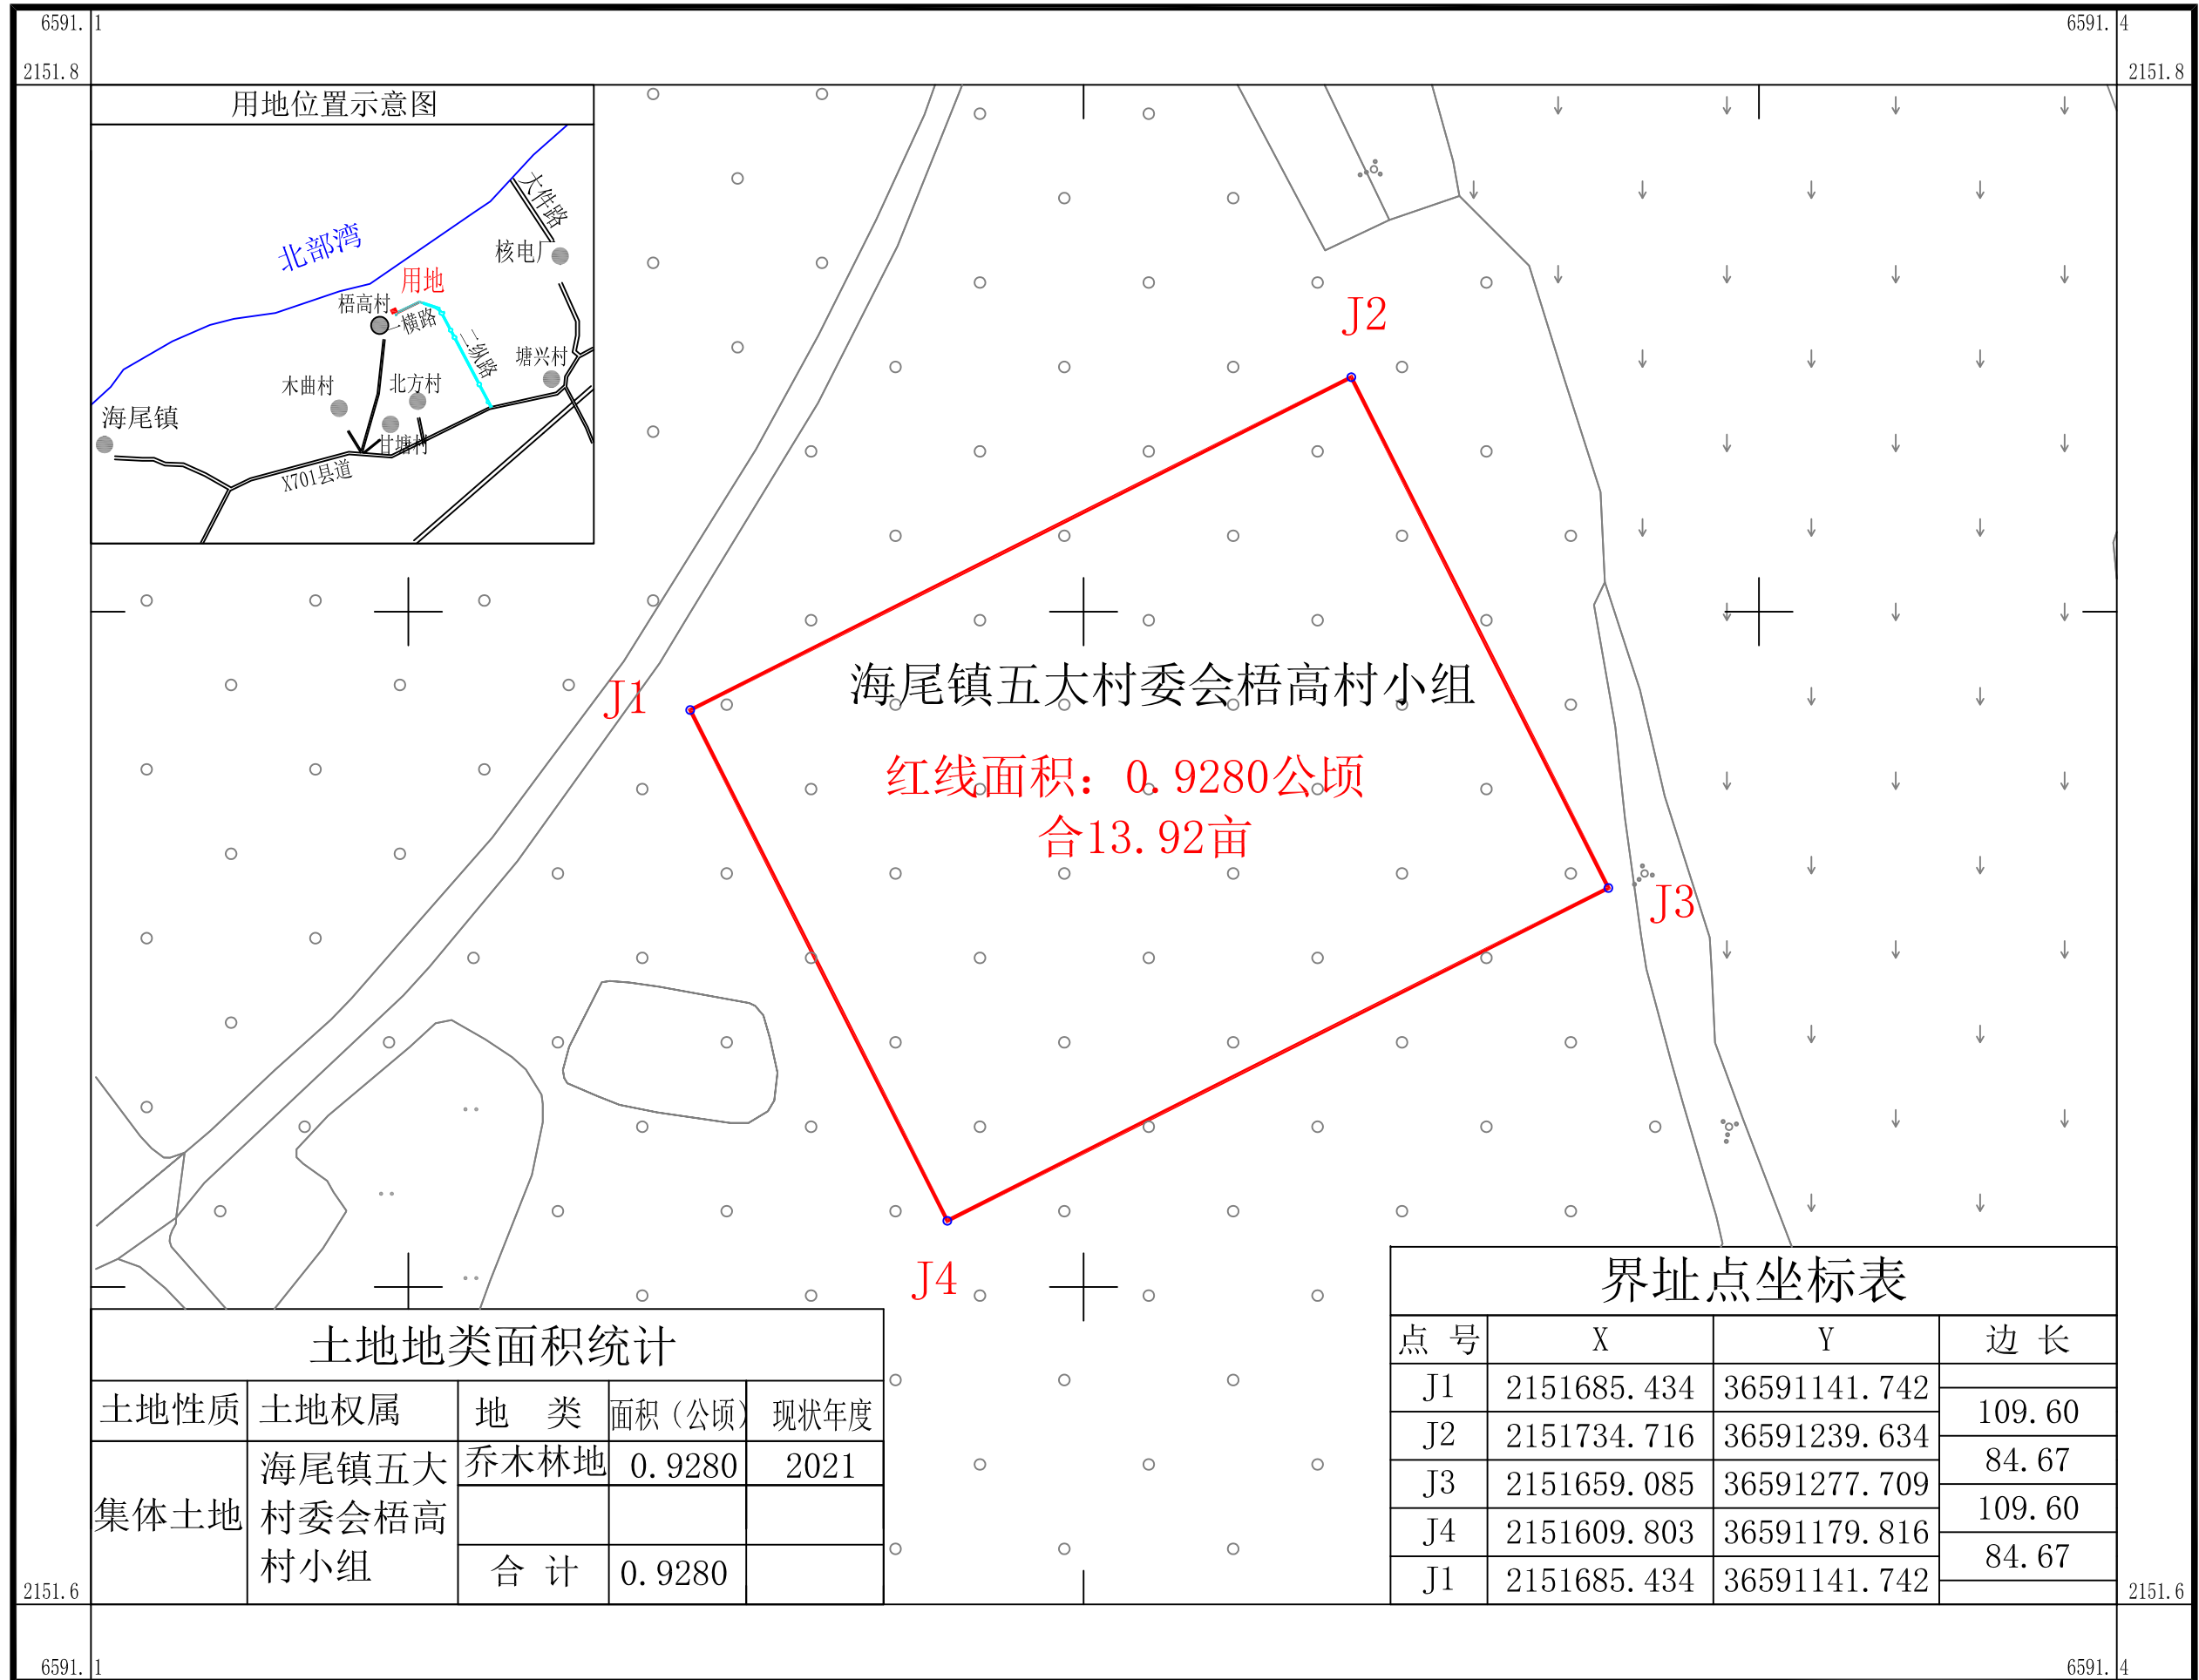 6591.1
6591.4
2151.8
2151.8
用地位置示意图
大件路
北部湾
核电厂
用地
梧高村
一横路
二纵路
塘兴村
木曲村
北方村
海尾镇
甘塘村
X701县道
J2
J1
海尾镇五大村委会梧高村小组
红线面积：0.9280公顷
合13.92亩
J3
J4
土地地类面积统计
土地性质 土地权属 地 类 面积（公顷） 现状年度
集体土地 海尾镇五大村委会梧高村小组 乔木林地 0.9280 2021
合 计 0.9280
界址点坐标表
点 号 X Y 边 长
J1 2151685.434 36591141.742
109.60
J2 2151734.716 36591239.634
84.67
J3 2151659.085 36591277.709
109.60
J4 2151609.803 36591179.816
84.67
J1 2151685.434 36591141.742
2151.6
2151.6
6591.1
6591.4